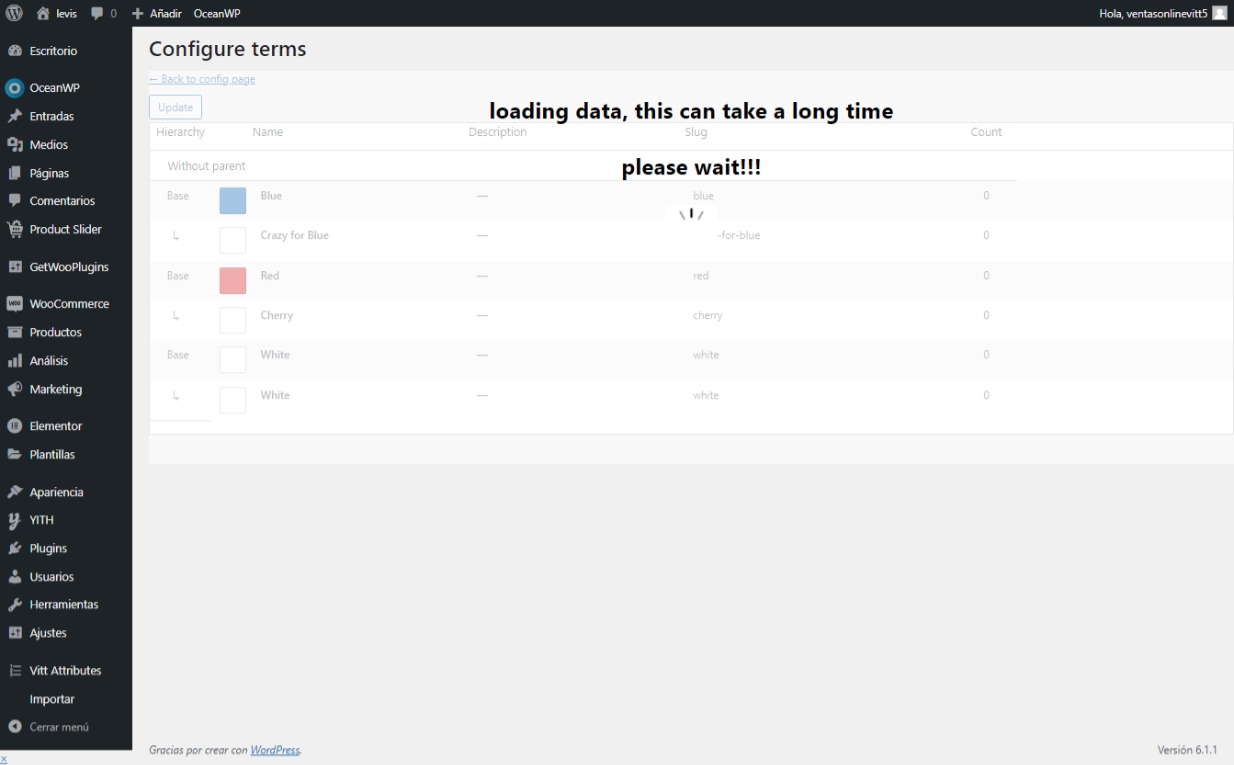 levis 0 Añadir OceanWP Hola, ventasonlinevitt5
Escritorio
OceanWP
Entradas
Medios
Páginas
Comentarios
Product Slider
GetWooPlugins
WooCommerce
Productos
Análisis
Marketing
Elementor
Plantillas
Apariencia
YITH
Plugins
Usuarios
Herramientas
Ajustes
Vitt Attributes
Importar
Cerrar menú
x
Configure terms
← Back to config page
Update
loading data, this can take a long time
Hierarchy Name Description Slug Count
Without parent
please wait!!!
Base Blue — blue 0
↳ Crazy for Blue — -for-blue 0
Base Red — red 0
↳ Cherry — cherry 0
Base White — white 0
↳ White — white 0
Gracias por crear con WordPress. Versión 6.1.1